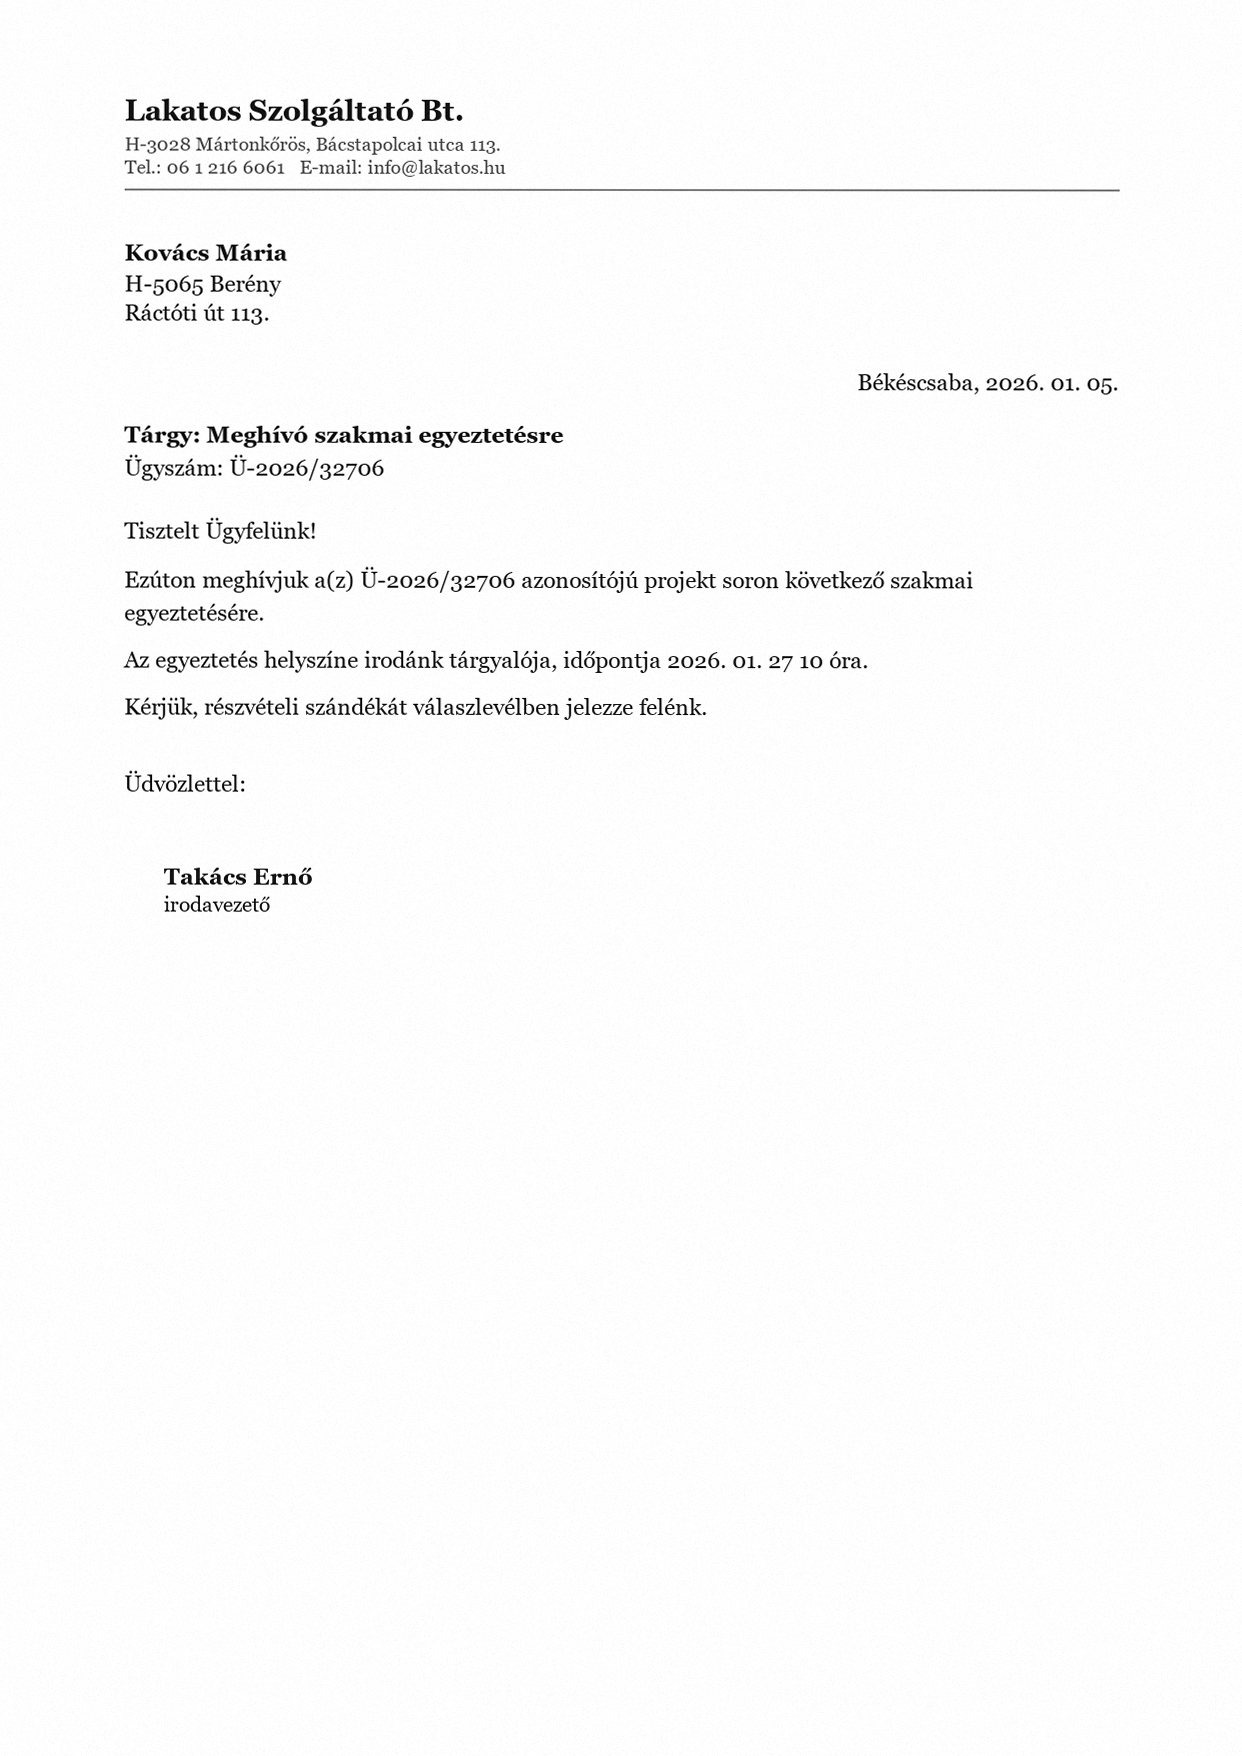 Lakatos Szolgáltató Bt.
H-3028 Mártonkőrös, Bácstapolcai utca 113.
Tel.: 06 1 216 6061 E-mail: info@lakatos.hu
Kovács Mária
H-5065 Berény
Ráctóti út 113.
Békéscsaba, 2026. 01. 05.
Tárgy: Meghívó szakmai egyeztetésre
Ügyszám: Ü-2026/32706
Tisztelt Ügyfelünk!
Ezúton meghívjuk a(z) Ü-2026/32706 azonosítójú projekt soron következő szakmai
egyeztetésére.
Az egyeztetés helyszíne irodánk tárgyalója, időpontja 2026. 01. 27 10 óra.
Kérjük, részvételi szándékát válaszlevélben jelezze felénk.
Üdvözlettel:
Takács Ernő
irodavezető